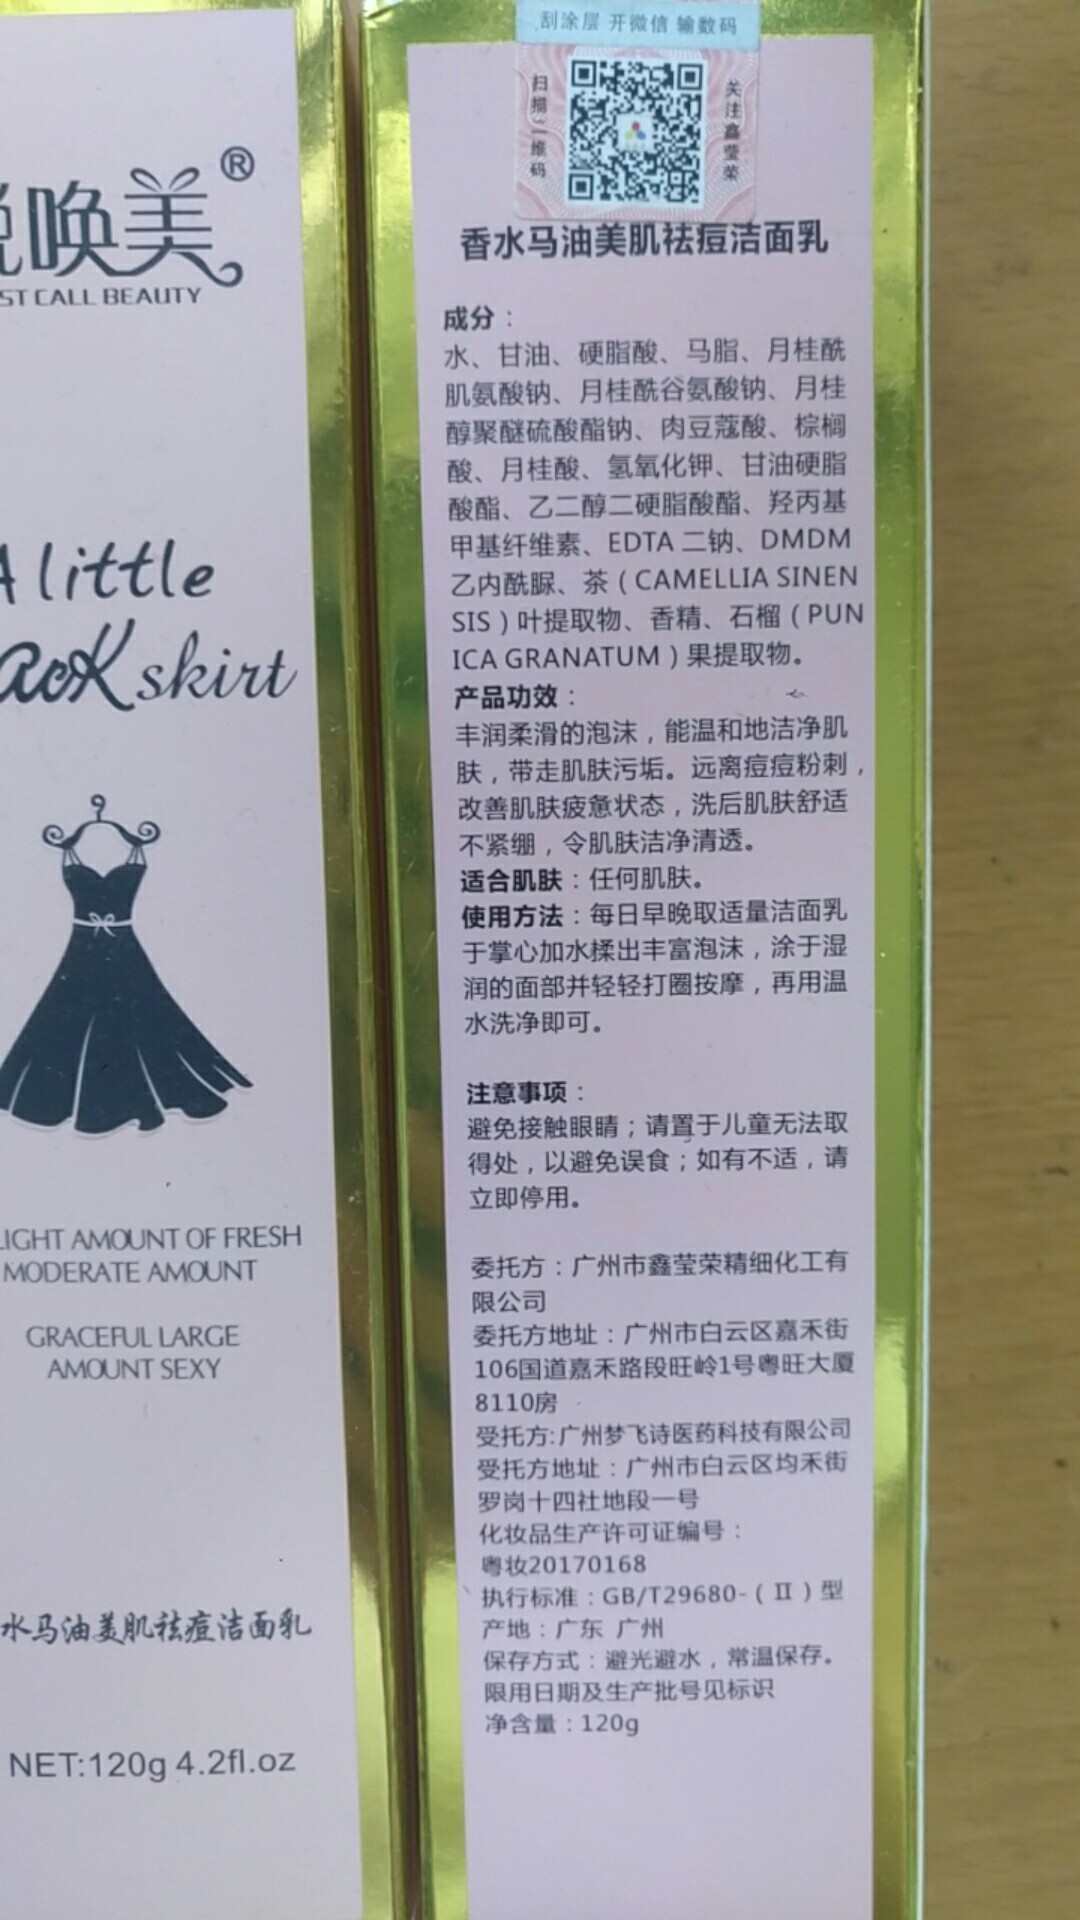 唤美®
ST CALL BEAUTY
A little
skirt
LIGHT AMOUNT OF FRESH
MODERATE AMOUNT
GRACEFUL LARGE
AMOUNT SEXY
水马油美肌祛痘洁面乳
NET:120g 4.2fl.oz
刮涂层 开微信 输数码
扫描二维码
关注鑫莹荣
香水马油美肌祛痘洁面乳
成分：
水、甘油、硬脂酸、马脂、月桂酰
肌氨酸钠、月桂酰谷氨酸钠、月桂
醇聚醚硫酸酯钠、肉豆蔻酸、棕榈
酸、月桂酸、氢氧化钾、甘油硬脂
酸酯、乙二醇二硬脂酸酯、羟丙基
甲基纤维素、EDTA 二钠、DMDM
乙内酰脲、茶（CAMELLIA SINEN
SIS）叶提取物、香精、石榴（PUN
ICA GRANATUM）果提取物。
产品功效：
丰润柔滑的泡沫，能温和地洁净肌
肤，带走肌肤污垢。远离痘痘粉刺，
改善肌肤疲惫状态，洗后肌肤舒适
不紧绷，令肌肤洁净清透。
适合肌肤：任何肌肤。
使用方法：每日早晚取适量洁面乳
于掌心加水揉出丰富泡沫，涂于湿
润的面部并轻轻打圈按摩，再用温
水洗净即可。
注意事项：
避免接触眼睛；请置于儿童无法取
得处，以避免误食；如有不适，请
立即停用。
委托方：广州市鑫莹荣精细化工有
限公司
委托方地址：广州市白云区嘉禾街
106国道嘉禾路段旺岭1号粤旺大厦
8110房
受托方:广州梦飞诗医药科技有限公司
受托方地址：广州市白云区均禾街
罗岗十四社地段一号
化妆品生产许可证编号：
粤妆20170168
执行标准：GB/T29680-（Ⅱ）型
产地：广东 广州
保存方式：避光避水，常温保存。
限用日期及生产批号见标识
净含量：120g